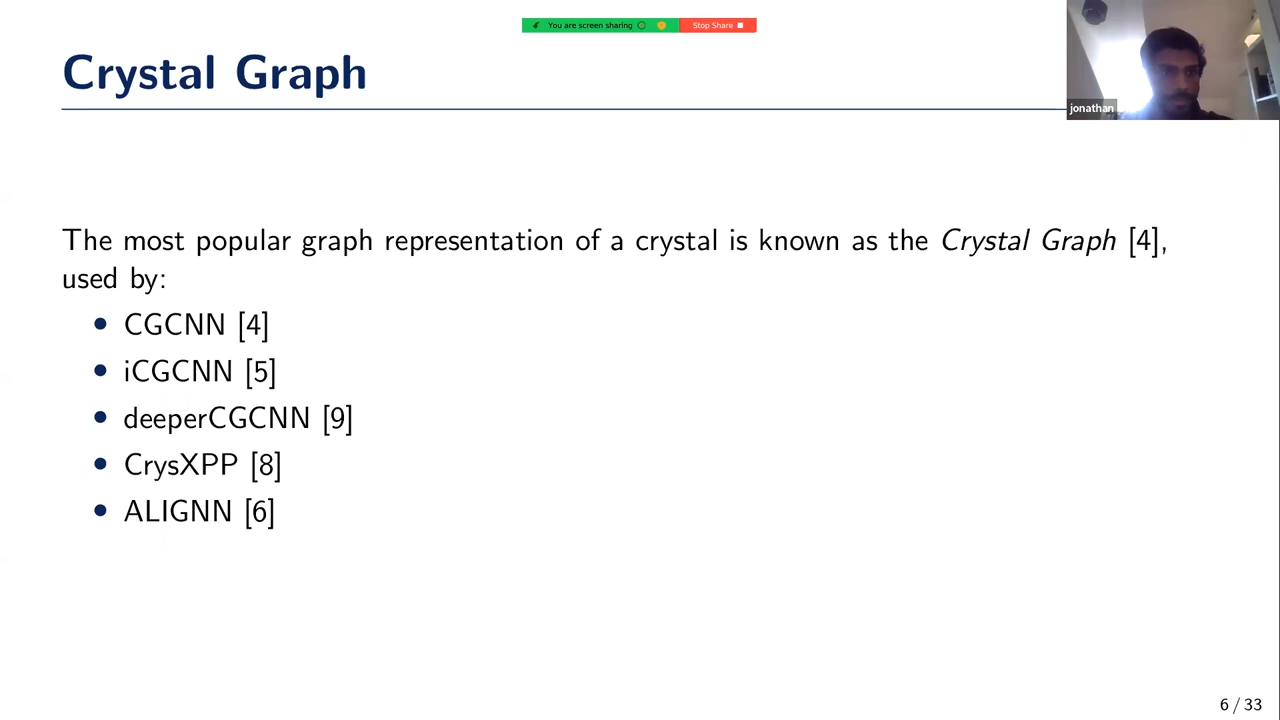 You are screen sharing
Stop Share
Crystal Graph
jonathan
The most popular graph representation of a crystal is known as the Crystal Graph [4],
used by:
• CGCNN [4]
• iCGCNN [5]
• deeperCGCNN [9]
• CrysXPP [8]
• ALIGNN [6]
6 / 33